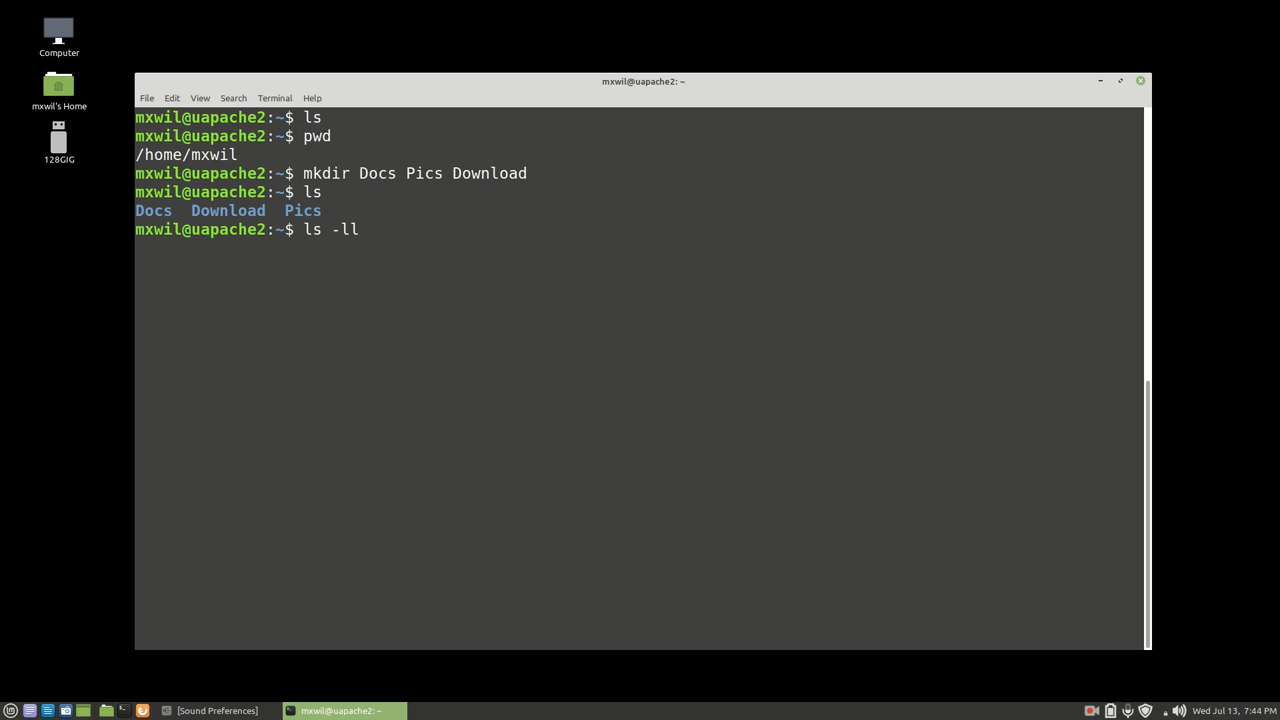 Computer
mxwil's Home
128GIG
mxwil@uapache2: ~
File Edit View Search Terminal Help
mxwil@uapache2:~$ ls
mxwil@uapache2:~$ pwd
/home/mxwil
mxwil@uapache2:~$ mkdir Docs Pics Download
mxwil@uapache2:~$ ls
Docs Download Pics
mxwil@uapache2:~$ ls -ll
[Sound Preferences] mxwil@uapache2: ~ Wed Jul 13, 7:44 PM